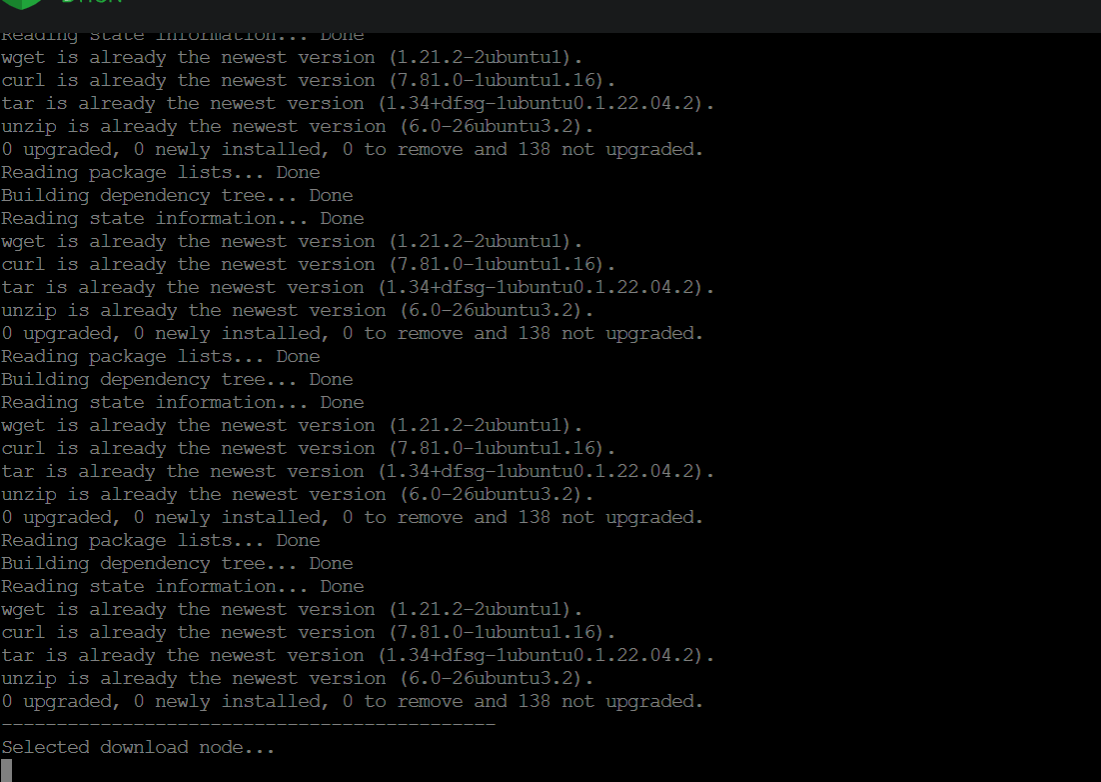 Reading state information... Done
wget is already the newest version (1.21.2-2ubuntu1).
curl is already the newest version (7.81.0-1ubuntu1.16).
tar is already the newest version (1.34+dfsg-1ubuntu0.1.22.04.2).
unzip is already the newest version (6.0-26ubuntu3.2).
0 upgraded, 0 newly installed, 0 to remove and 138 not upgraded.
Reading package lists... Done
Building dependency tree... Done
Reading state information... Done
wget is already the newest version (1.21.2-2ubuntu1).
curl is already the newest version (7.81.0-1ubuntu1.16).
tar is already the newest version (1.34+dfsg-1ubuntu0.1.22.04.2).
unzip is already the newest version (6.0-26ubuntu3.2).
0 upgraded, 0 newly installed, 0 to remove and 138 not upgraded.
Reading package lists... Done
Building dependency tree... Done
Reading state information... Done
wget is already the newest version (1.21.2-2ubuntu1).
curl is already the newest version (7.81.0-1ubuntu1.16).
tar is already the newest version (1.34+dfsg-1ubuntu0.1.22.04.2).
unzip is already the newest version (6.0-26ubuntu3.2).
0 upgraded, 0 newly installed, 0 to remove and 138 not upgraded.
Reading package lists... Done
Building dependency tree... Done
Reading state information... Done
wget is already the newest version (1.21.2-2ubuntu1).
curl is already the newest version (7.81.0-1ubuntu1.16).
tar is already the newest version (1.34+dfsg-1ubuntu0.1.22.04.2).
unzip is already the newest version (6.0-26ubuntu3.2).
0 upgraded, 0 newly installed, 0 to remove and 138 not upgraded.
---------------------------------------------
Selected download node...